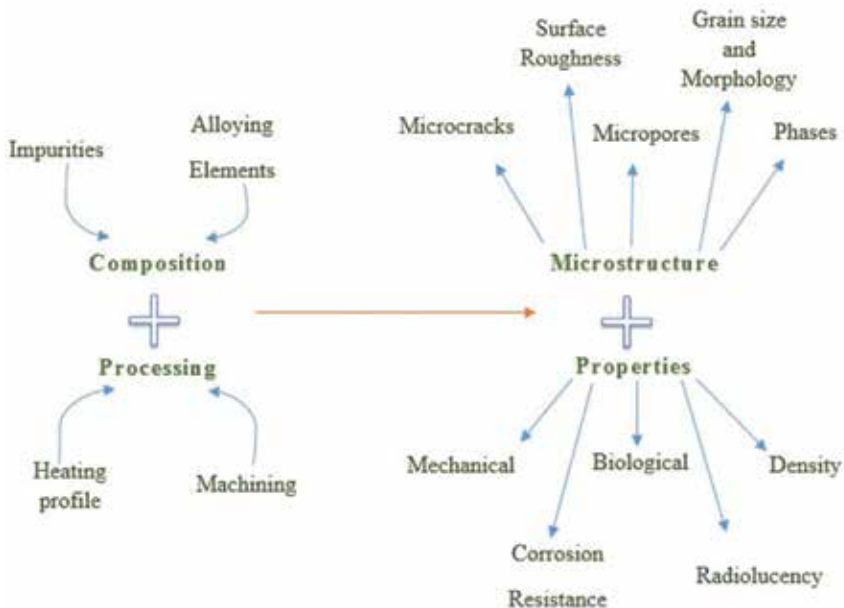 Impurities
Alloying
Elements
Composition
Processing
Heating
profile
Machining
Microcracks
Surface
Roughness
Micropores
Grain size
and
Morphology
Phases
Microstructure
Properties
Mechanical
Corrosion
Resistance
Biological
Radiolucency
Density